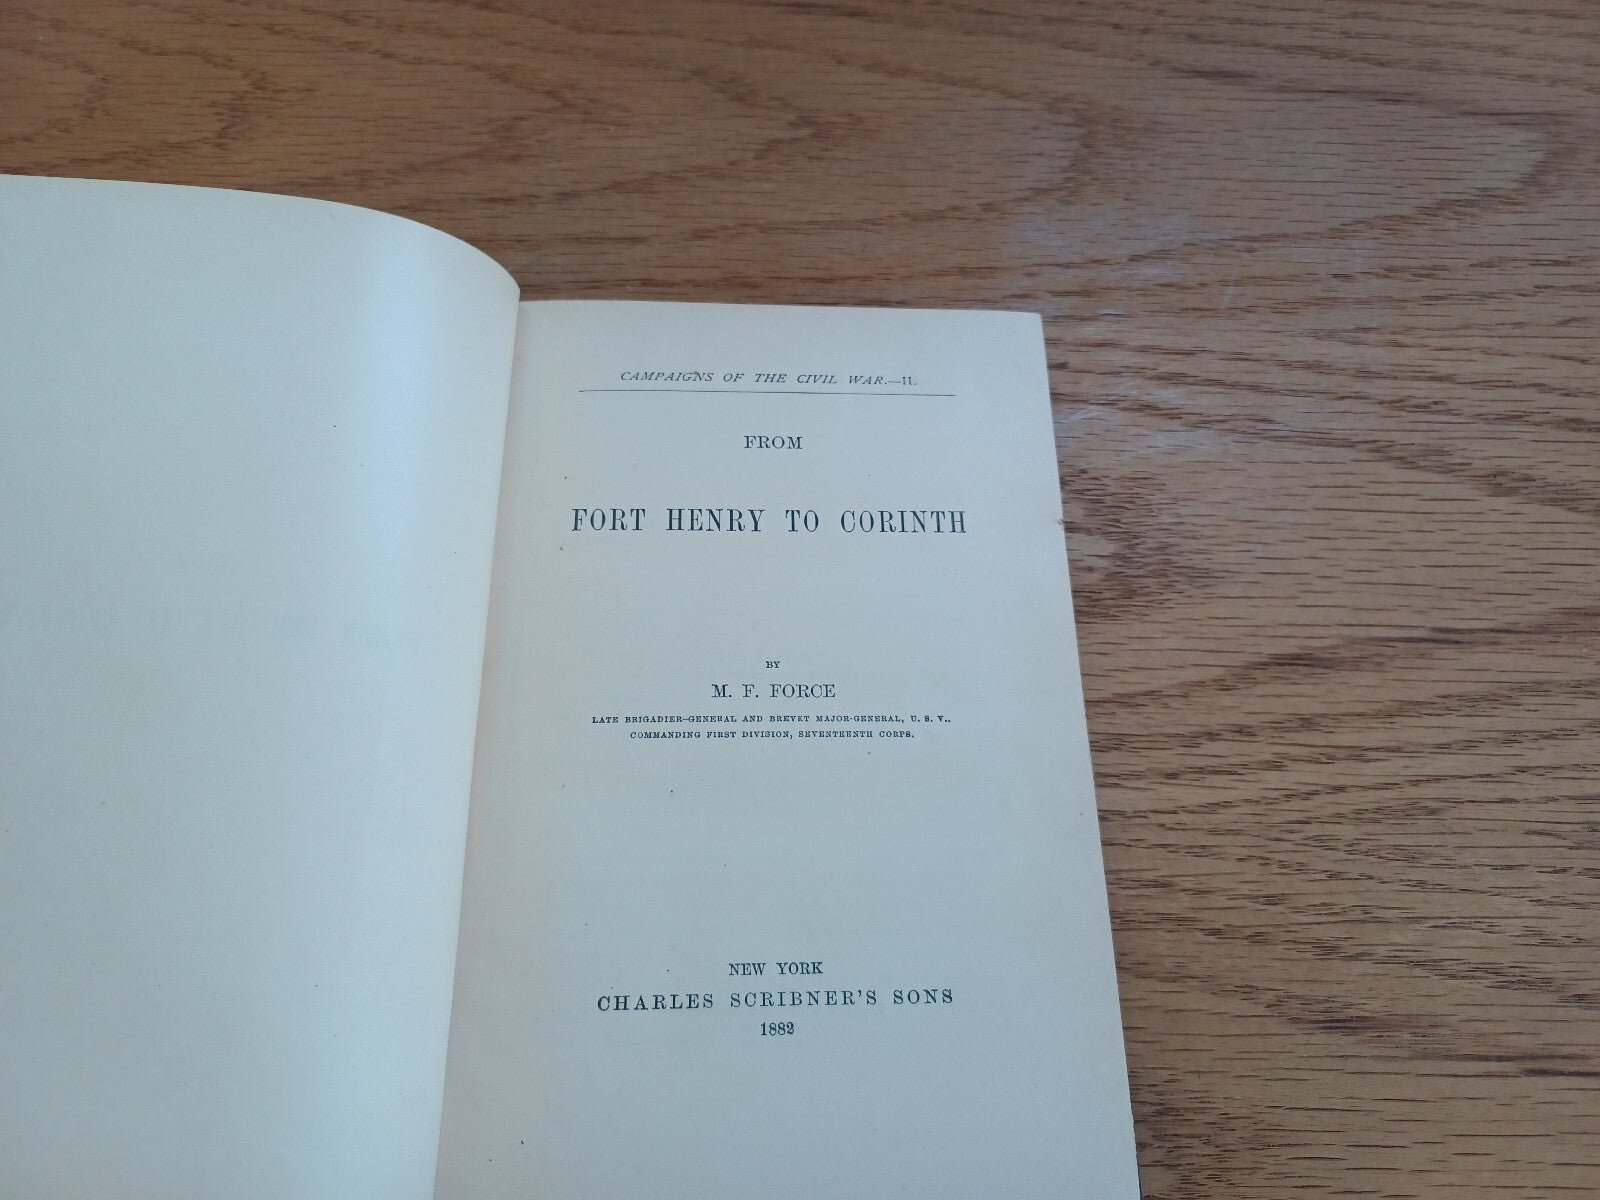 CAMPAIGNS OF THE CIVIL WAR.—II.
FROM
FORT HENRY TO CORINTH
BY
M. F. FORCE
LATE BRIGADIER-GENERAL AND BREVET MAJOR-GENERAL, U. S. V.,
COMMANDING FIRST DIVISION, SEVENTEENTH CORPS.
NEW YORK
CHARLES SCRIBNER'S SONS
1882